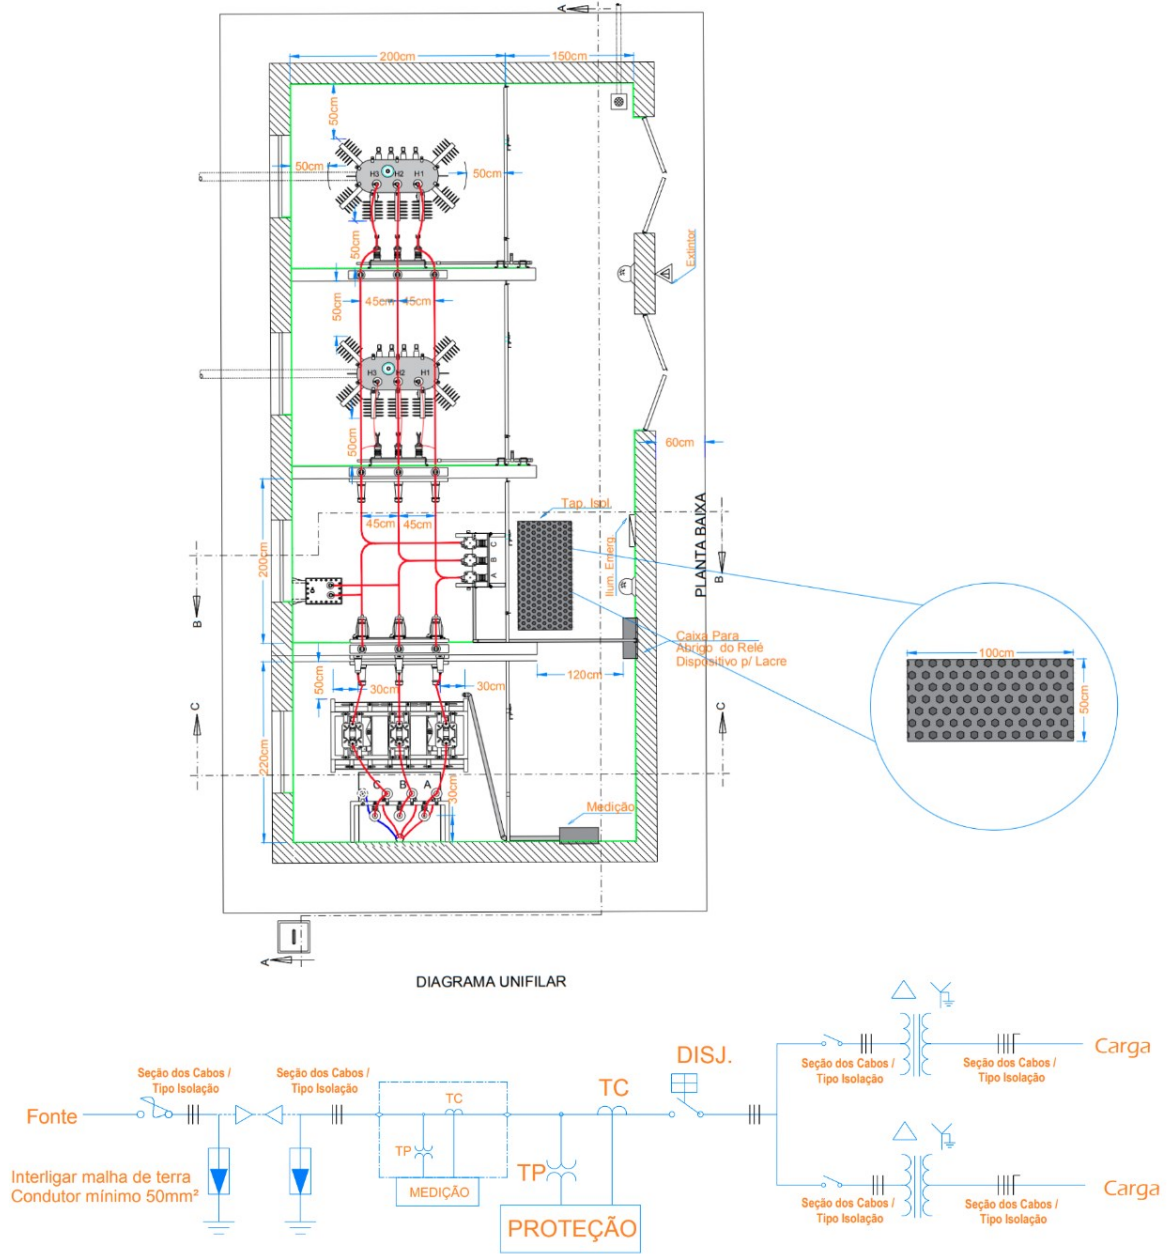 A
200cm
150cm
50cm
50cm
50cm
H3
H2
H1
50cm
Extintor
45cm
45cm
50cm
H3
H2
H1
50cm
60cm
PLANTA BAIXA
Tap. Isol.
45cm
45cm
Ilum. Emerg.
C
B
A
B
B
200cm
Caixa Para
Abrigo do Relé
Dispositivo p/ Lacre
100cm
50cm
120cm
50cm
30cm
30cm
C
C
220cm
C
B
A
30cm
Medição
A
DIAGRAMA UNIFILAR
Seção dos Cabos /
Tipo Isolação
Seção dos Cabos /
Tipo Isolação
Fonte
Interligar malha de terra
Condutor mínimo 50mm²
TC
TP
MEDIÇÃO
TP
TC
PROTEÇÃO
DISJ.
Seção dos Cabos /
Tipo Isolação
Seção dos Cabos /
Tipo Isolação
Carga
Seção dos Cabos /
Tipo Isolação
Seção dos Cabos /
Tipo Isolação
Carga